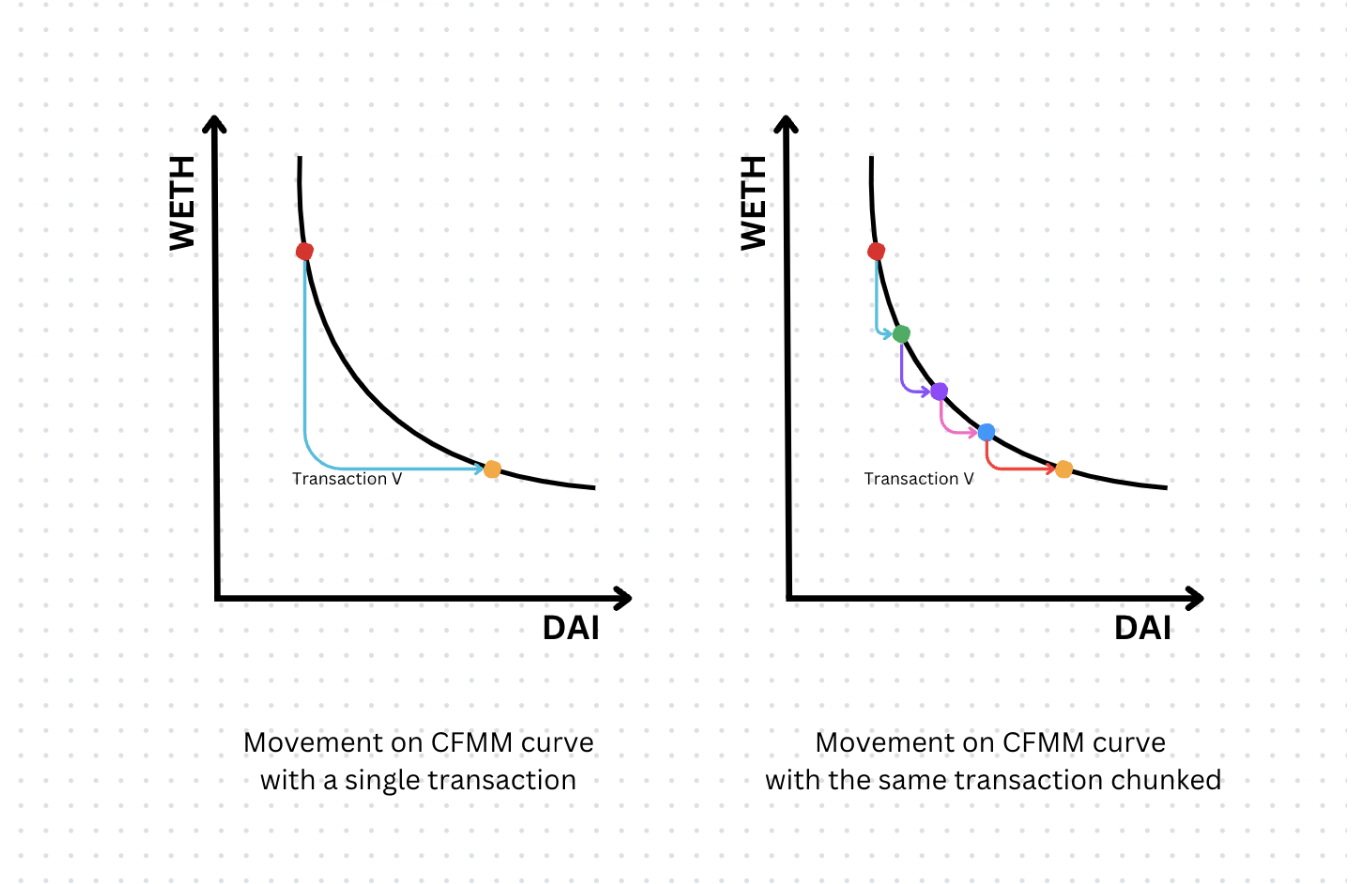 WETH
Transaction V
DAI
Movement on CFMM curve
with a single transaction
WETH
Transaction V
DAI
Movement on CFMM curve
with the same transaction chunked